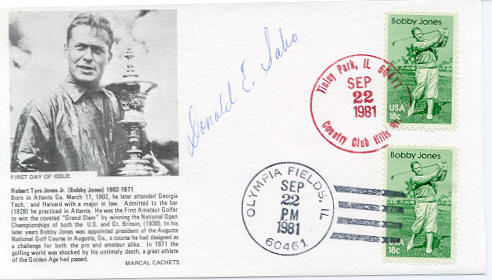 FIRST DAY OF ISSUE
Robert Tyre Jones Jr. (Bobby Jones) 1902-1971
Born in Atlanta Ga. March 17, 1902, he later attended Georgia
Tech. and Harvard with a major in law. Admitted to the bar
(1928) he practiced in Atlanta. He was the First Amateur Golfer
to win the coveted "Grand Slam" by winning the National Open
Championships of both the U.S. and Gt. Britain, (1930). In his
later years Bobby Jones was appointed president of the Augusta
National Golf Course in Augusta, Ga., a course he had designed as
a challenge for both the pro and amateur alike. In 1971 the
golfing world was shocked by his untimely death, a great athlete
of the Golden Age had passed.
MARCAL CACHETS
Donald E. Sabo
Tinley Park, IL 60477
SEP
22
1981
Country Club Hills
Bobby Jones
USA
18c
OLYMPIA FIELDS, IL
SEP
22
PM
1981
60461
Bobby Jones
USA
18c